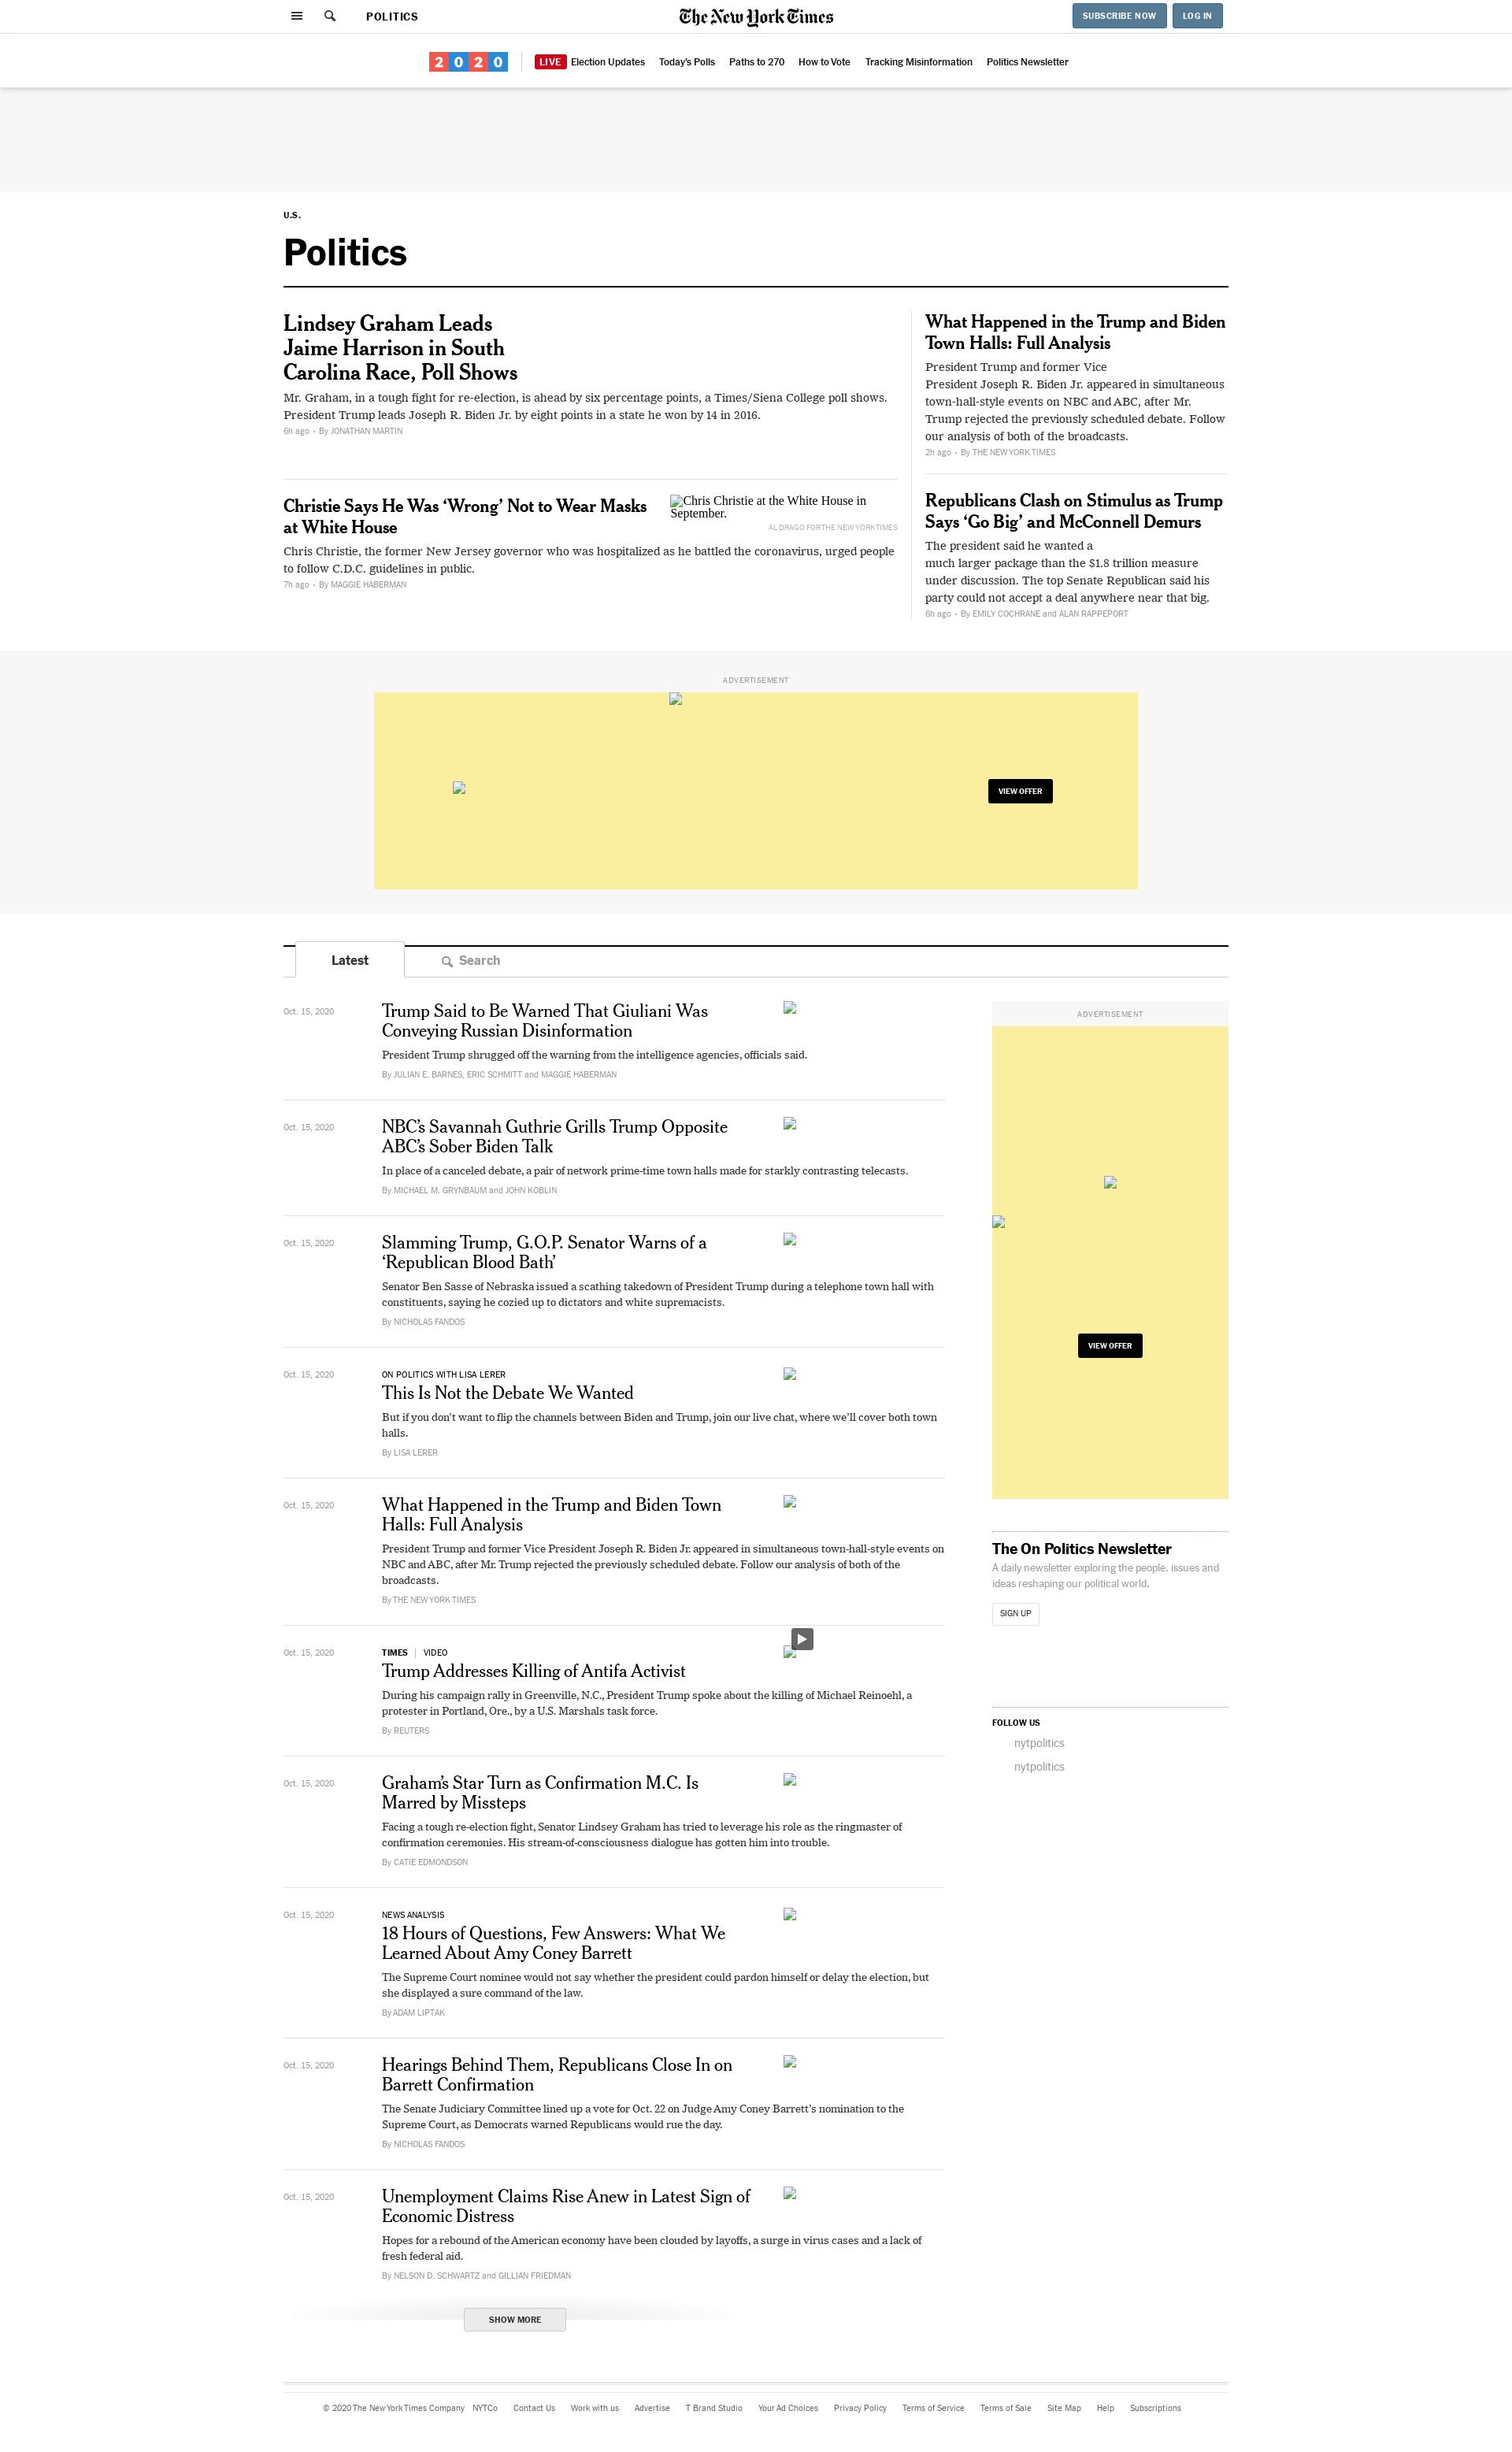 POLITICS
The New York Times
SUBSCRIBE NOW
LOG IN
2020
LIVE Election Updates
Today's Polls
Paths to 270
How to Vote
Tracking Misinformation
Politics Newsletter
U.S.
Politics
Lindsey Graham Leads
Jaime Harrison in South
Carolina Race, Poll Shows
Mr. Graham, in a tough fight for re-election, is ahead by six percentage points, a Times/Siena College poll shows.
President Trump leads Joseph R. Biden Jr. by eight points in a state he won by 14 in 2016.
6h ago • By JONATHAN MARTIN
Christie Says He Was ‘Wrong’ Not to Wear Masks
at White House
Chris Christie at the White House in
September.
AL DRAGO FOR THE NEW YORK TIMES
Chris Christie, the former New Jersey governor who was hospitalized as he battled the coronavirus, urged people
to follow C.D.C. guidelines in public.
7h ago • By MAGGIE HABERMAN
What Happened in the Trump and Biden
Town Halls: Full Analysis
President Trump and former Vice
President Joseph R. Biden Jr. appeared in simultaneous
town-hall-style events on NBC and ABC, after Mr.
Trump rejected the previously scheduled debate. Follow
our analysis of both of the broadcasts.
2h ago • By THE NEW YORK TIMES
Republicans Clash on Stimulus as Trump
Says ‘Go Big’ and McConnell Demurs
The president said he wanted a
much larger package than the $1.8 trillion measure
under discussion. The top Senate Republican said his
party could not accept a deal anywhere near that big.
6h ago • By EMILY COCHRANE and ALAN RAPPEPORT
ADVERTISEMENT
VIEW OFFER
Latest
Search
Oct. 15, 2020
Trump Said to Be Warned That Giuliani Was
Conveying Russian Disinformation
President Trump shrugged off the warning from the intelligence agencies, officials said.
By JULIAN E. BARNES, ERIC SCHMITT and MAGGIE HABERMAN
Oct. 15, 2020
NBC’s Savannah Guthrie Grills Trump Opposite
ABC’s Sober Biden Talk
In place of a canceled debate, a pair of network prime-time town halls made for starkly contrasting telecasts.
By MICHAEL M. GRYNBAUM and JOHN KOBLIN
Oct. 15, 2020
Slamming Trump, G.O.P. Senator Warns of a
‘Republican Blood Bath’
Senator Ben Sasse of Nebraska issued a scathing takedown of President Trump during a telephone town hall with
constituents, saying he cozied up to dictators and white supremacists.
By NICHOLAS FANDOS
Oct. 15, 2020
ON POLITICS WITH LISA LERER
This Is Not the Debate We Wanted
But if you don’t want to flip the channels between Biden and Trump, join our live chat, where we’ll cover both town
halls.
By LISA LERER
Oct. 15, 2020
What Happened in the Trump and Biden Town
Halls: Full Analysis
President Trump and former Vice President Joseph R. Biden Jr. appeared in simultaneous town-hall-style events on
NBC and ABC, after Mr. Trump rejected the previously scheduled debate. Follow our analysis of both of the
broadcasts.
By THE NEW YORK TIMES
Oct. 15, 2020
TIMES | VIDEO
Trump Addresses Killing of Antifa Activist
During his campaign rally in Greenville, N.C., President Trump spoke about the killing of Michael Reinoehl, a
protester in Portland, Ore., by a U.S. Marshals task force.
By REUTERS
Oct. 15, 2020
Graham’s Star Turn as Confirmation M.C. Is
Marred by Missteps
Facing a tough re-election fight, Senator Lindsey Graham has tried to leverage his role as the ringmaster of
confirmation ceremonies. His stream-of-consciousness dialogue has gotten him into trouble.
By CATIE EDMONDSON
Oct. 15, 2020
NEWS ANALYSIS
18 Hours of Questions, Few Answers: What We
Learned About Amy Coney Barrett
The Supreme Court nominee would not say whether the president could pardon himself or delay the election, but
she displayed a sure command of the law.
By ADAM LIPTAK
Oct. 15, 2020
Hearings Behind Them, Republicans Close In on
Barrett Confirmation
The Senate Judiciary Committee lined up a vote for Oct. 22 on Judge Amy Coney Barrett’s nomination to the
Supreme Court, as Democrats warned Republicans would rue the day.
By NICHOLAS FANDOS
Oct. 15, 2020
Unemployment Claims Rise Anew in Latest Sign of
Economic Distress
Hopes for a rebound of the American economy have been clouded by layoffs, a surge in virus cases and a lack of
fresh federal aid.
By NELSON D. SCHWARTZ and GILLIAN FRIEDMAN
SHOW MORE
ADVERTISEMENT
VIEW OFFER
The On Politics Newsletter
A daily newsletter exploring the people, issues and
ideas reshaping our political world.
SIGN UP
FOLLOW US
nytpolitics
nytpolitics
© 2020 The New York Times Company NYTCo Contact Us Work with us Advertise T Brand Studio Your Ad Choices Privacy Policy Terms of Service Terms of Sale Site Map Help Subscriptions